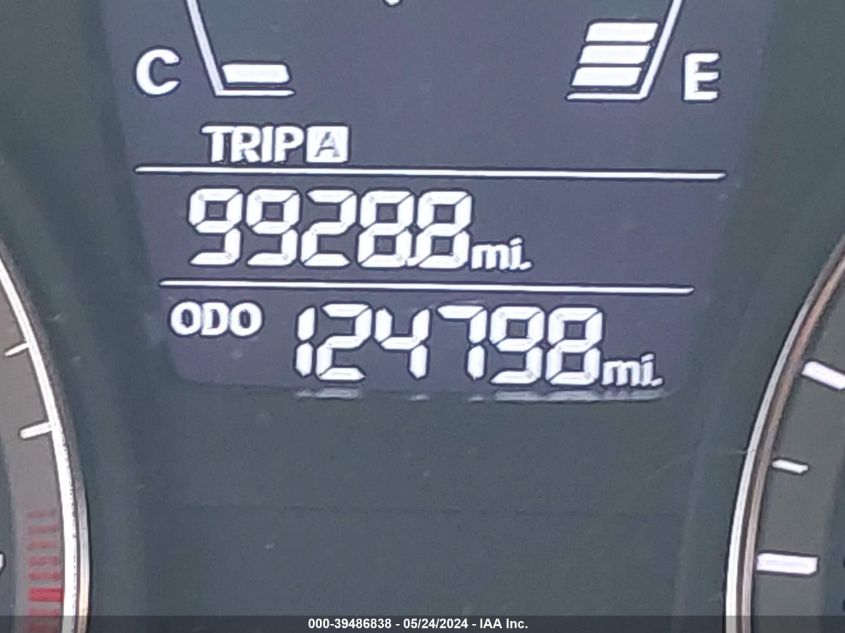 C E
TRIP A
9928.8 mi.
ODO 124798 mi.
000-39486838 - 05/24/2024 - IAA Inc.